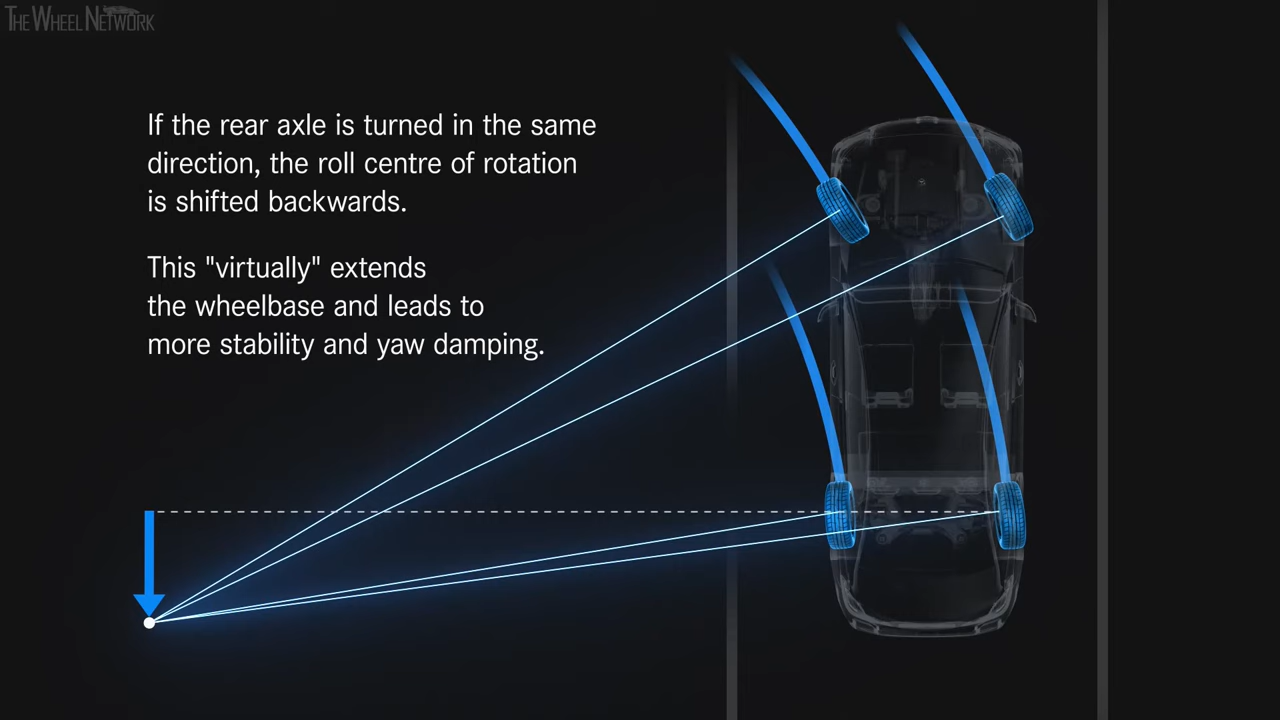 THE WHEEL NETWORK
If the rear axle is turned in the same
direction, the roll centre of rotation
is shifted backwards.
This "virtually" extends
the wheelbase and leads to
more stability and yaw damping.